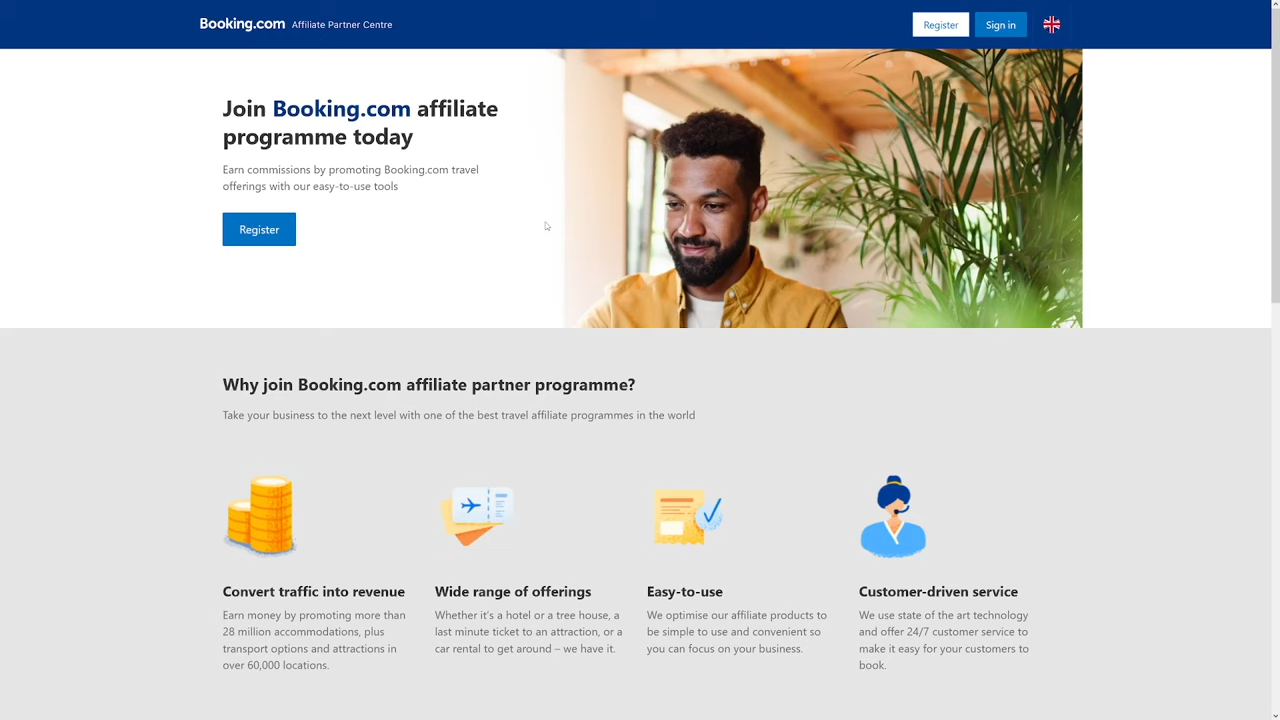 Booking.com Affiliate Partner Centre
Register
Sign in
Join Booking.com affiliate
programme today
Earn commissions by promoting Booking.com travel
offerings with our easy-to-use tools
Register
Why join Booking.com affiliate partner programme?
Take your business to the next level with one of the best travel affiliate programmes in the world
Convert traffic into revenue
Earn money by promoting more than
28 million accommodations, plus
transport options and attractions in
over 60,000 locations.
Wide range of offerings
Whether it's a hotel or a tree house, a
last minute ticket to an attraction, or a
car rental to get around – we have it.
Easy-to-use
We optimise our affiliate products to
be simple to use and convenient so
you can focus on your business.
Customer-driven service
We use state of the art technology
and offer 24/7 customer service to
make it easy for your customers to
book.